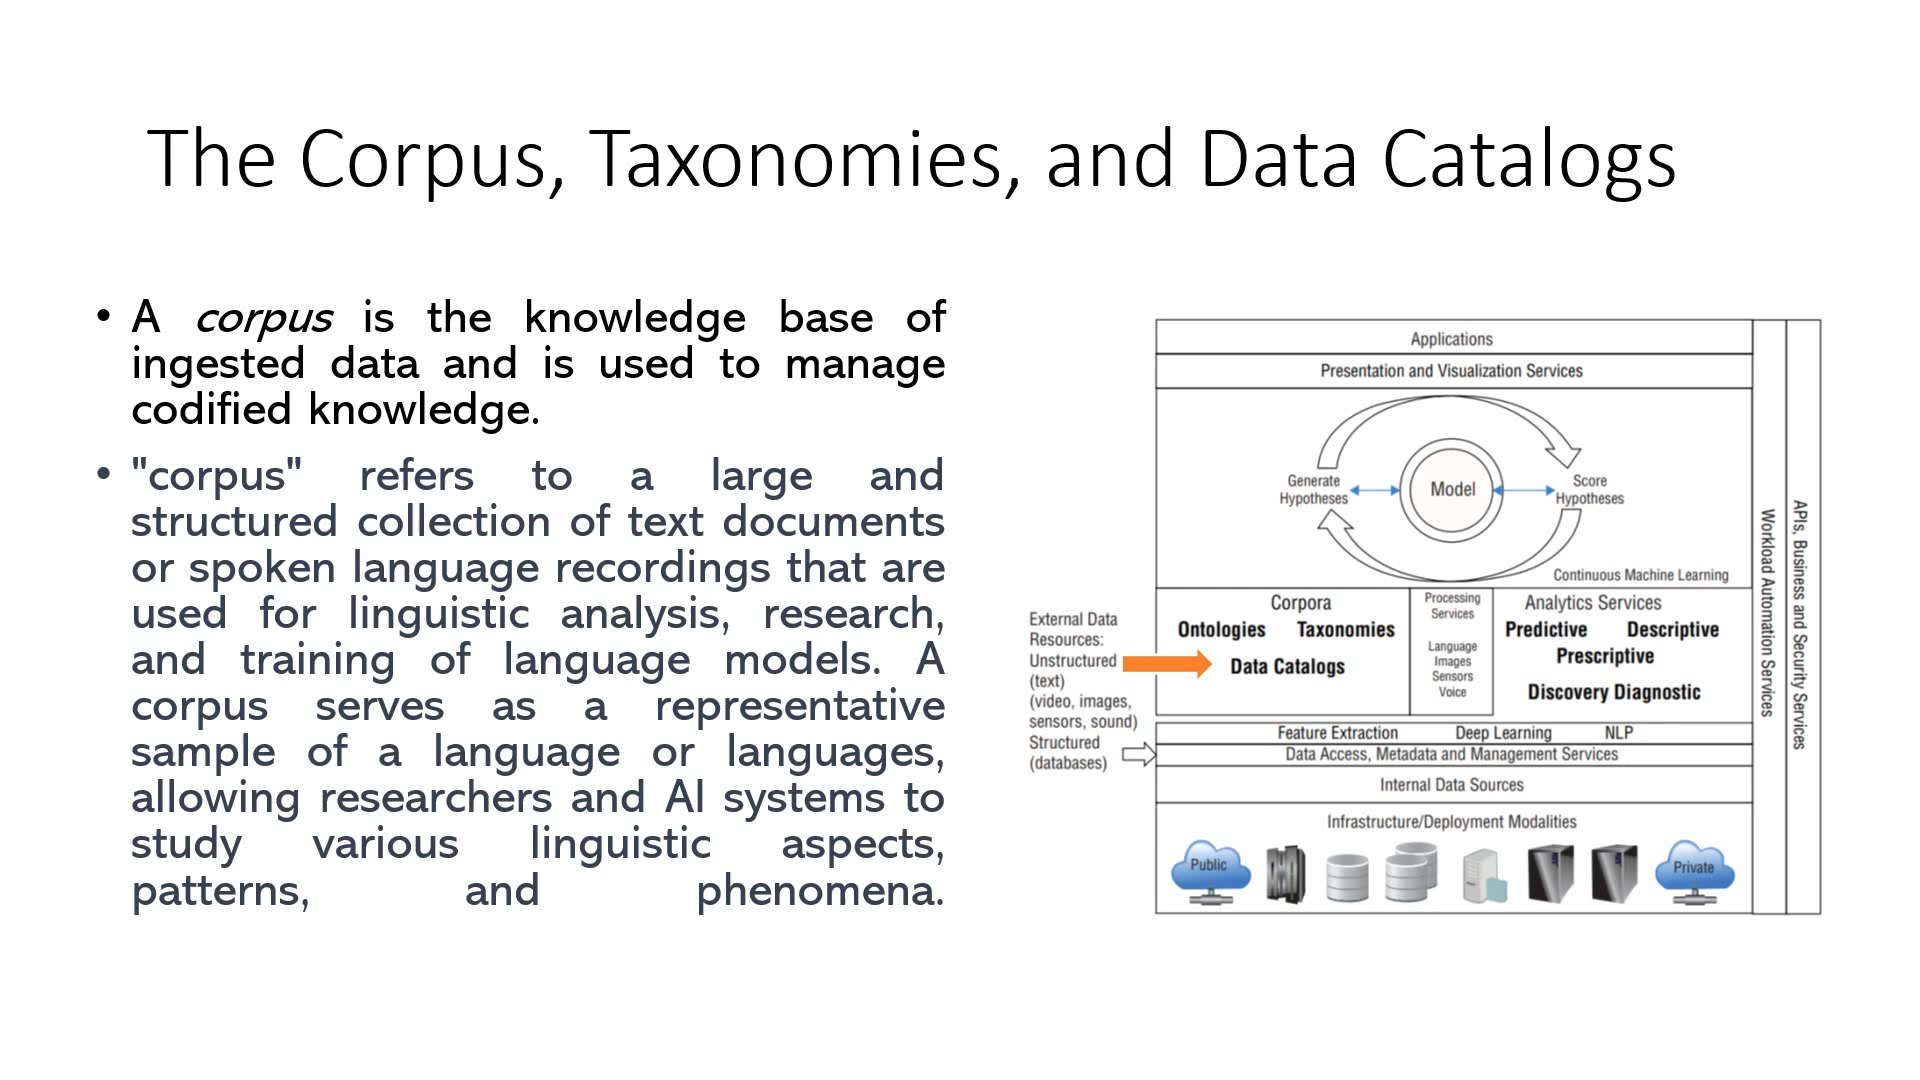 The Corpus, Taxonomies, and Data Catalogs
• A corpus is the knowledge base of
ingested data and is used to manage
codified knowledge.
• "corpus" refers to a large and
structured collection of text documents
or spoken language recordings that are
used for linguistic analysis, research,
and training of language models. A
corpus serves as a representative
sample of a language or languages,
allowing researchers and AI systems to
study various linguistic aspects,
patterns, and phenomena.
Applications
Presentation and Visualization Services
Generate
Hypotheses
Model
Score
Hypotheses
Continuous Machine Learning
External Data
Resources:
Unstructured
(text)
(video, images,
sensors, sound)
Structured
(databases)
Corpora
Ontologies Taxonomies
Data Catalogs
Processing
Services
Language
Images
Sensors
Voice
Analytics Services
Predictive Descriptive
Prescriptive
Discovery Diagnostic
Feature Extraction Deep Learning NLP
Data Access, Metadata and Management Services
Internal Data Sources
Infrastructure/Deployment Modalities
Public
Private
Workload Automation Services
APIs, Business and Security Services